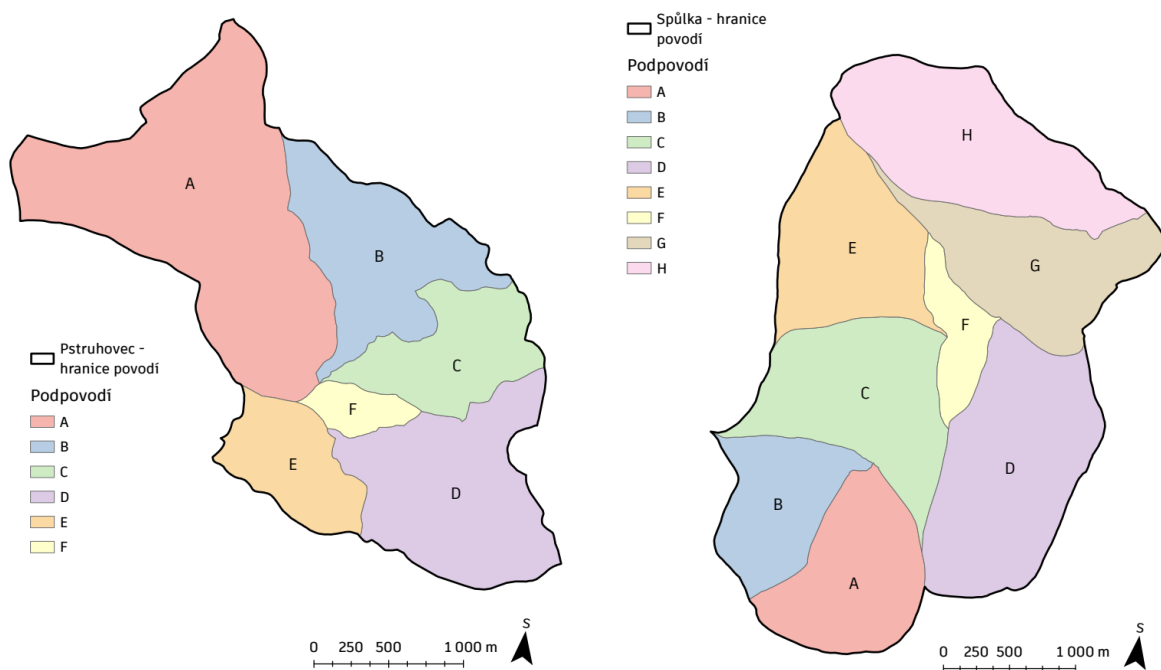 A
B
C
F
E
D
Pstruhovec -
hranice povodí
Podpovodí
A
B
C
D
E
F
0 250 500 1 000 m
S
Spůlka - hranice
povodí
Podpovodí
A
B
C
D
E
F
G
H
H
E
G
F
C
D
B
A
0 250 500 1 000 m
S